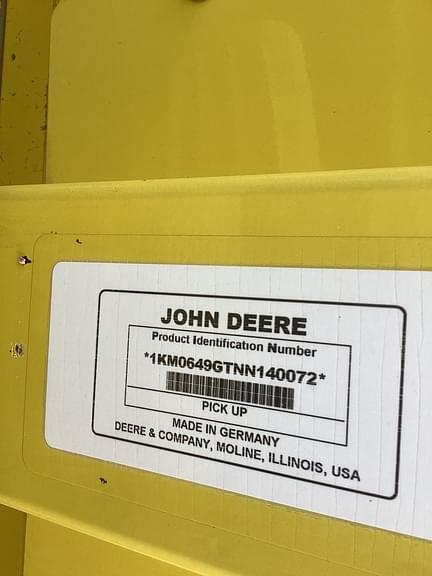 JOHN DEERE
Product Identification Number
*1KM0649GTNN140072*
PICK UP
MADE IN GERMANY
DEERE & COMPANY, MOLINE, ILLINOIS, USA